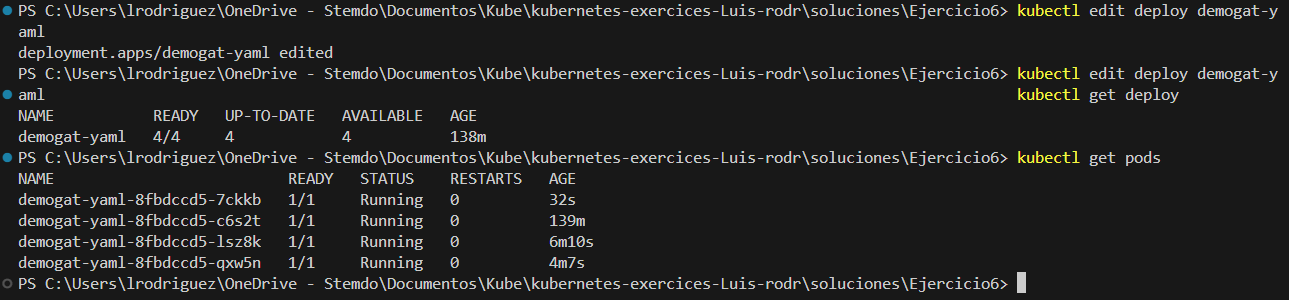 PS C:\Users\lrodriguez\OneDrive - Stemdo\Documentos\Kube\kubernetes-exercices-Luis-rodr\soluciones\Ejercicio6> kubectl edit deploy demogat-y
aml
deployment.apps/demogat-yaml edited
PS C:\Users\lrodriguez\OneDrive - Stemdo\Documentos\Kube\kubernetes-exercices-Luis-rodr\soluciones\Ejercicio6> kubectl edit deploy demogat-y
aml kubectl get deploy
NAME READY UP-TO-DATE AVAILABLE AGE
demogat-yaml 4/4 4 4 138m
PS C:\Users\lrodriguez\OneDrive - Stemdo\Documentos\Kube\kubernetes-exercices-Luis-rodr\soluciones\Ejercicio6> kubectl get pods
NAME READY STATUS RESTARTS AGE
demogat-yaml-8fbdccd5-7ckkb 1/1 Running 0 32s
demogat-yaml-8fbdccd5-c6s2t 1/1 Running 0 139m
demogat-yaml-8fbdccd5-lsz8k 1/1 Running 0 6m10s
demogat-yaml-8fbdccd5-qxw5n 1/1 Running 0 4m7s
PS C:\Users\lrodriguez\OneDrive - Stemdo\Documentos\Kube\kubernetes-exercices-Luis-rodr\soluciones\Ejercicio6>